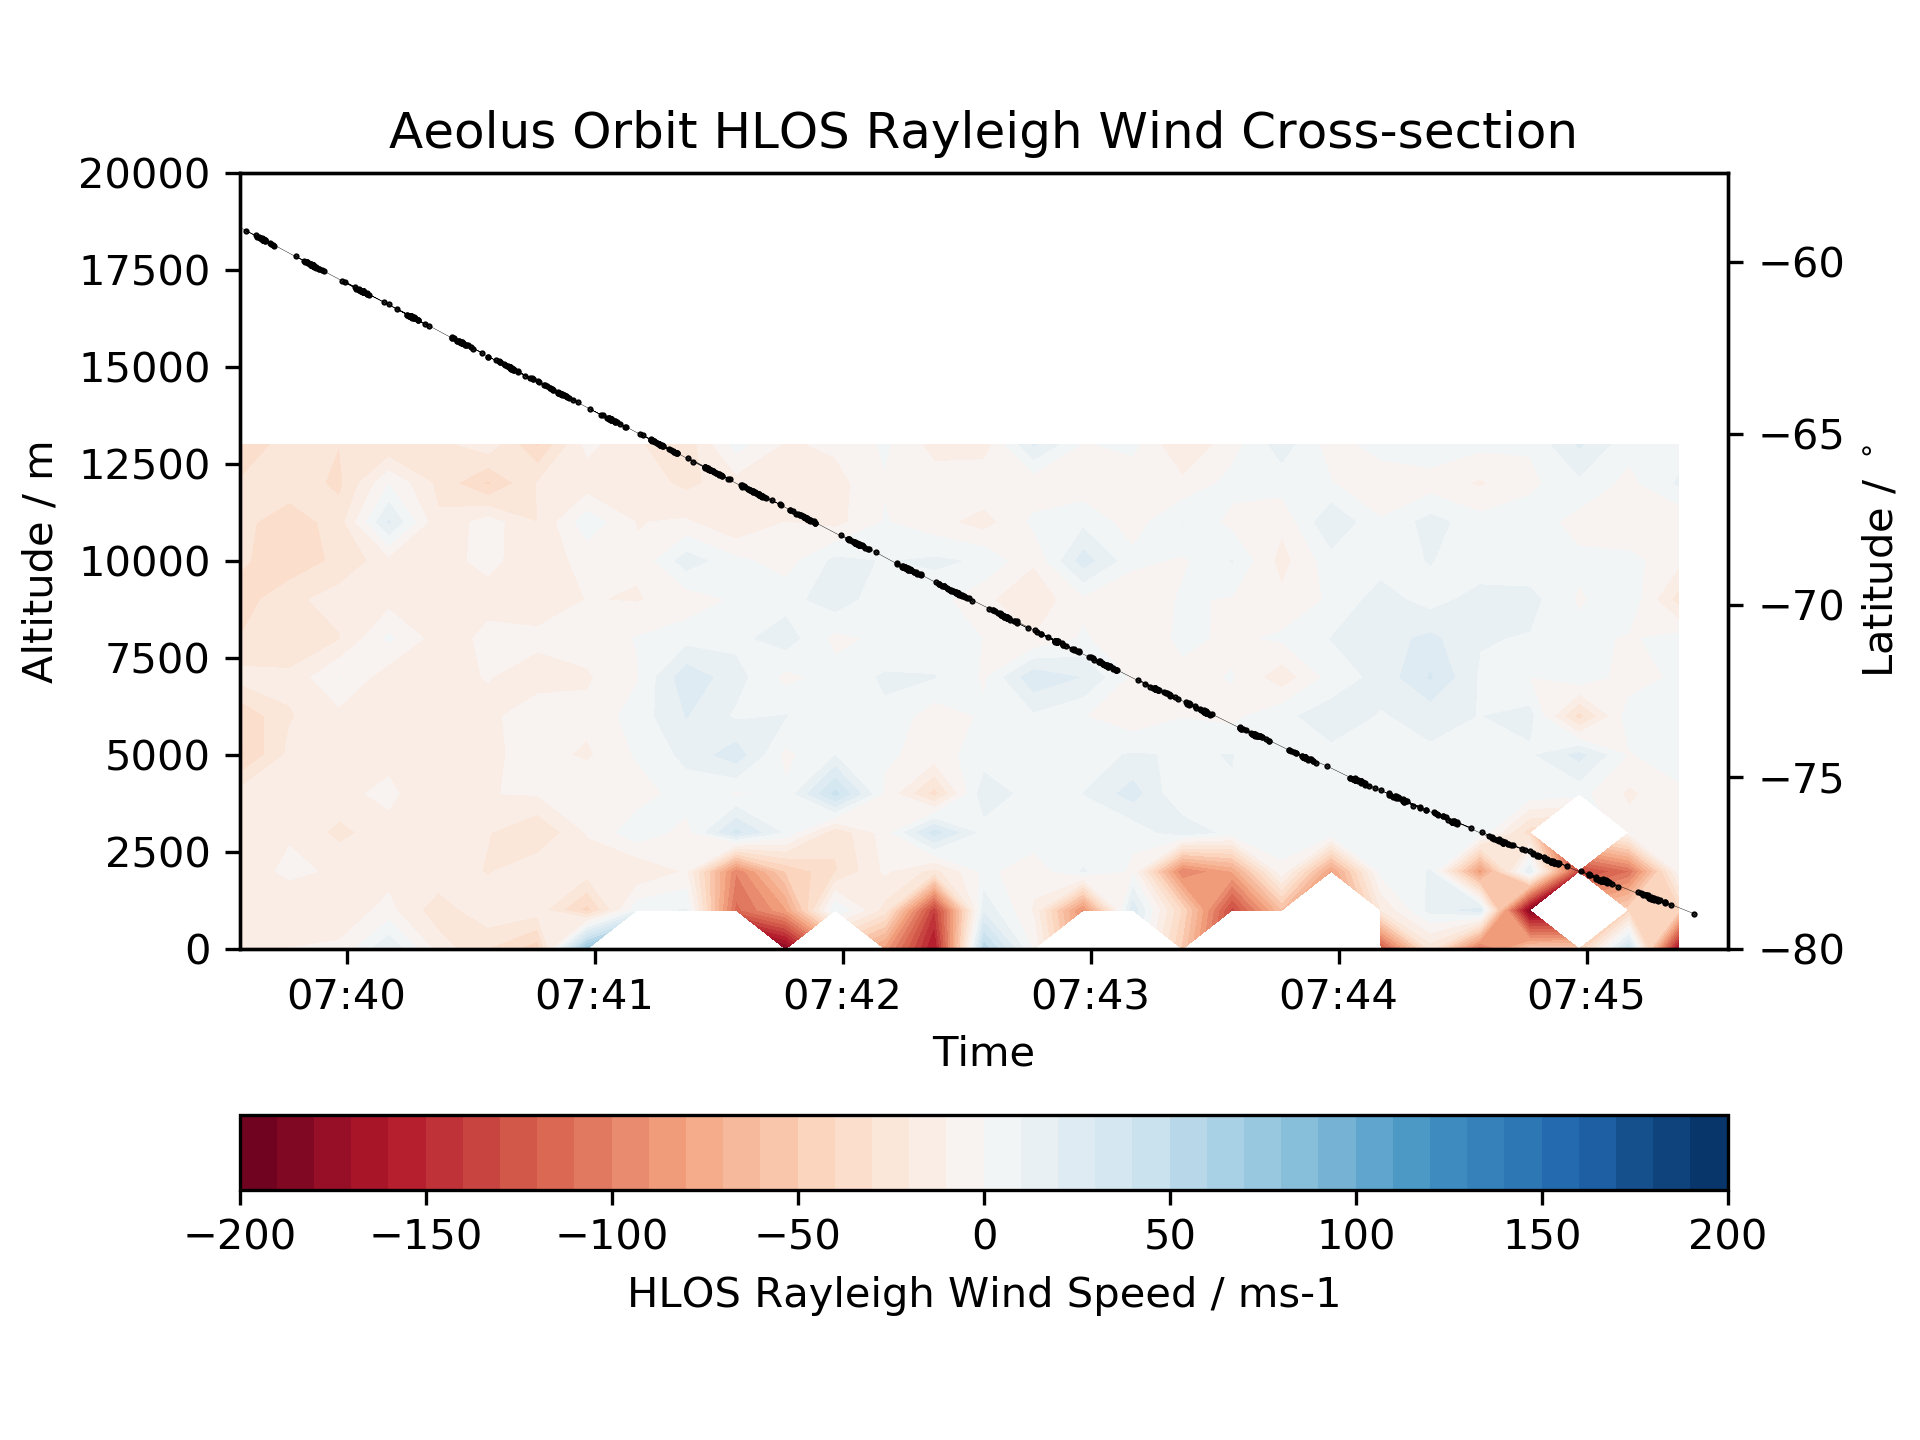 Aeolus Orbit HLOS Rayleigh Wind Cross-section
20000
17500
15000
12500
10000
7500
5000
2500
0
Altitude / m
−60
−65
−70
−75
−80
Latitude / °
07:40 07:41 07:42 07:43 07:44 07:45
Time
−200 −150 −100 −50 0 50 100 150 200
HLOS Rayleigh Wind Speed / ms-1